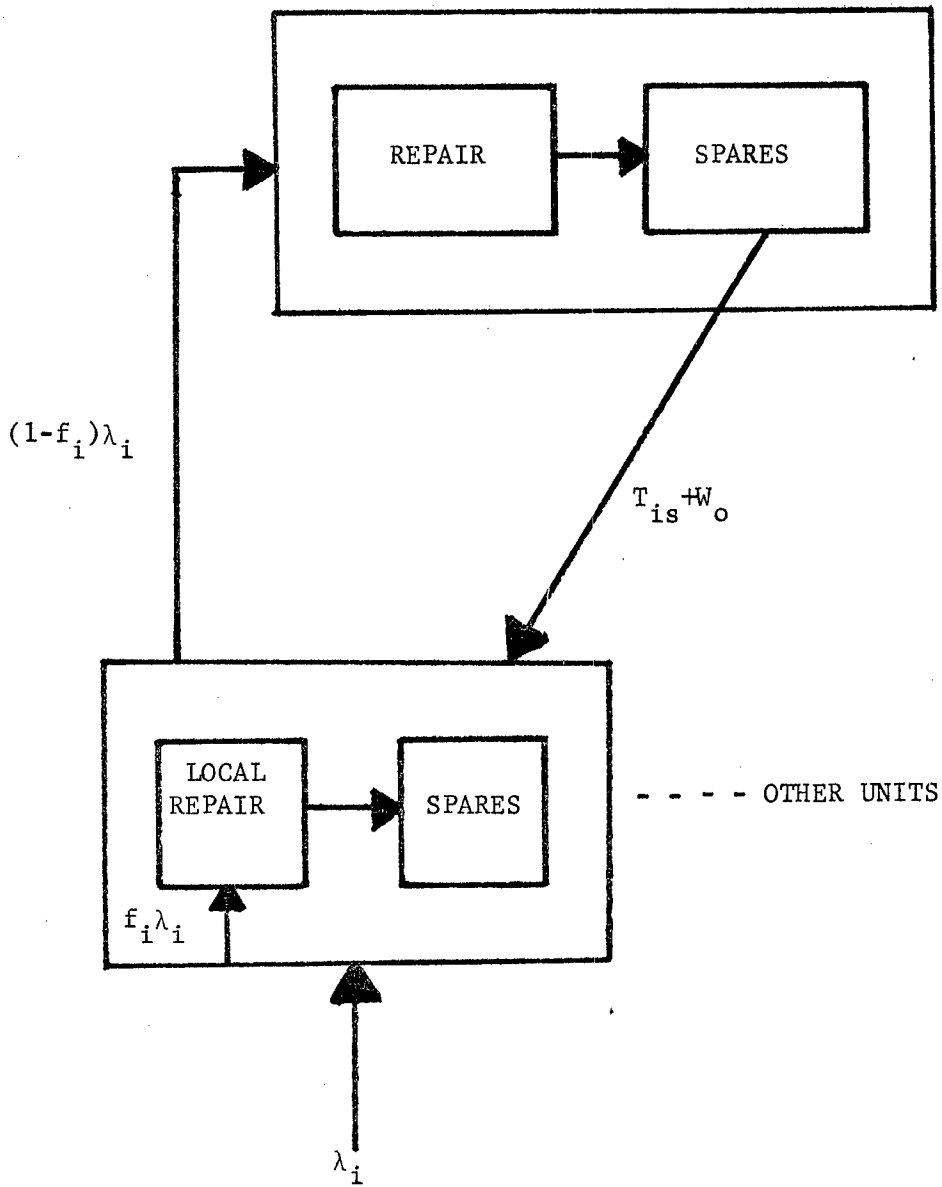 REPAIR
SPARES
(1-f_i)λ_i
T_is+W_o
LOCAL
REPAIR
SPARES
- - - - OTHER UNITS
f_iλ_i
λ_i